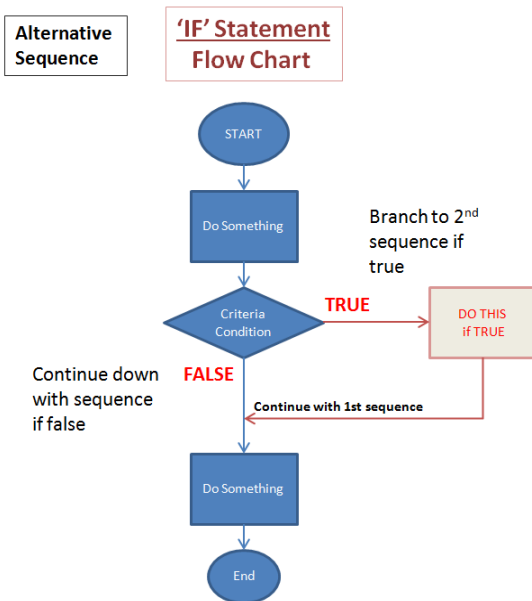 Alternative
Sequence
‘IF’ Statement
Flow Chart
START
Do Something
Branch to 2nd
sequence if
true
Criteria
Condition
TRUE
DO THIS
if TRUE
Continue down
with sequence
if false
FALSE
Continue with 1st sequence
Do Something
End